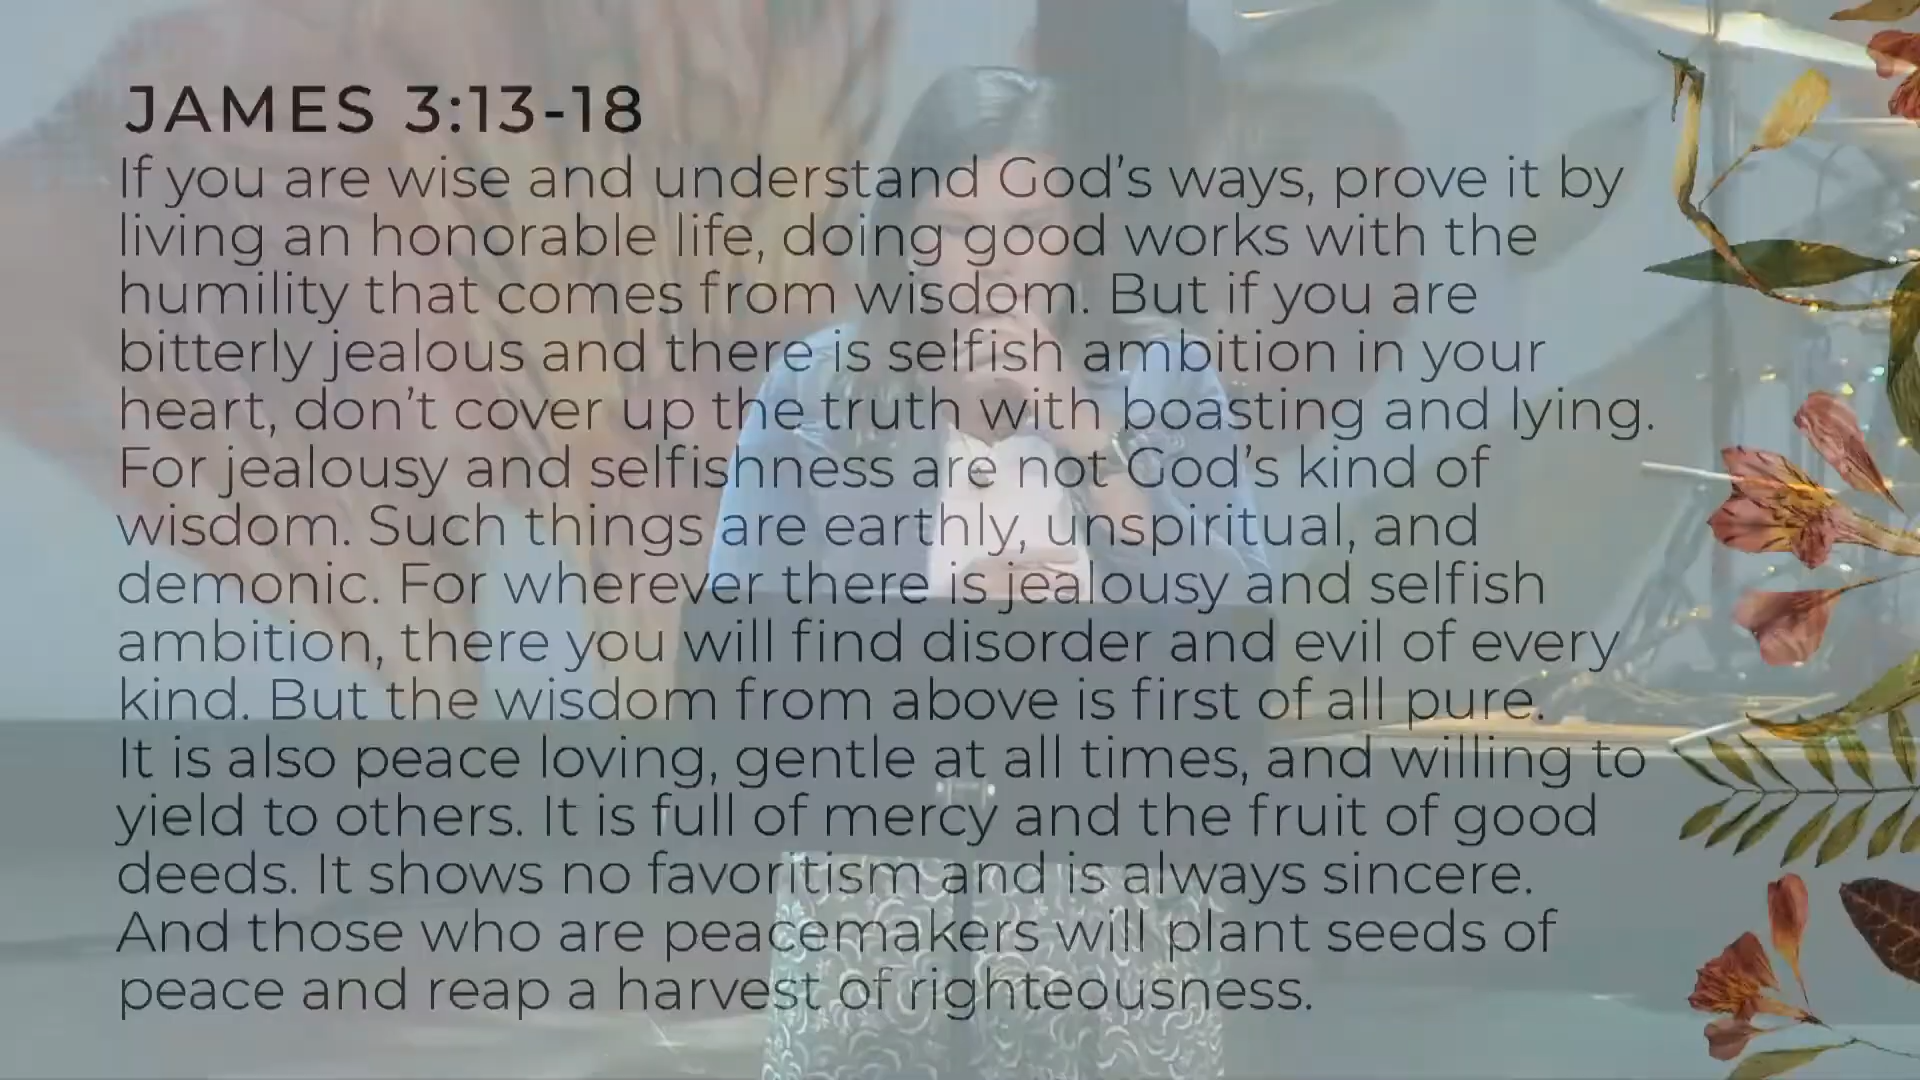 JAMES 3:13-18
If you are wise and understand God's ways, prove it by
living an honorable life, doing good works with the
humility that comes from wisdom. But if you are
bitterly jealous and there is selfish ambition in your
heart, don't cover up the truth with boasting and lying.
For jealousy and selfishness are not God's kind of
wisdom. Such things are earthly, unspiritual, and
demonic. For wherever there is jealousy and selfish
ambition, there you will find disorder and evil of every
kind. But the wisdom from above is first of all pure.
It is also peace loving, gentle at all times, and willing to
yield to others. It is full of mercy and the fruit of good
deeds. It shows no favoritism and is always sincere.
And those who are peacemakers will plant seeds of
peace and reap a harvest of righteousness.